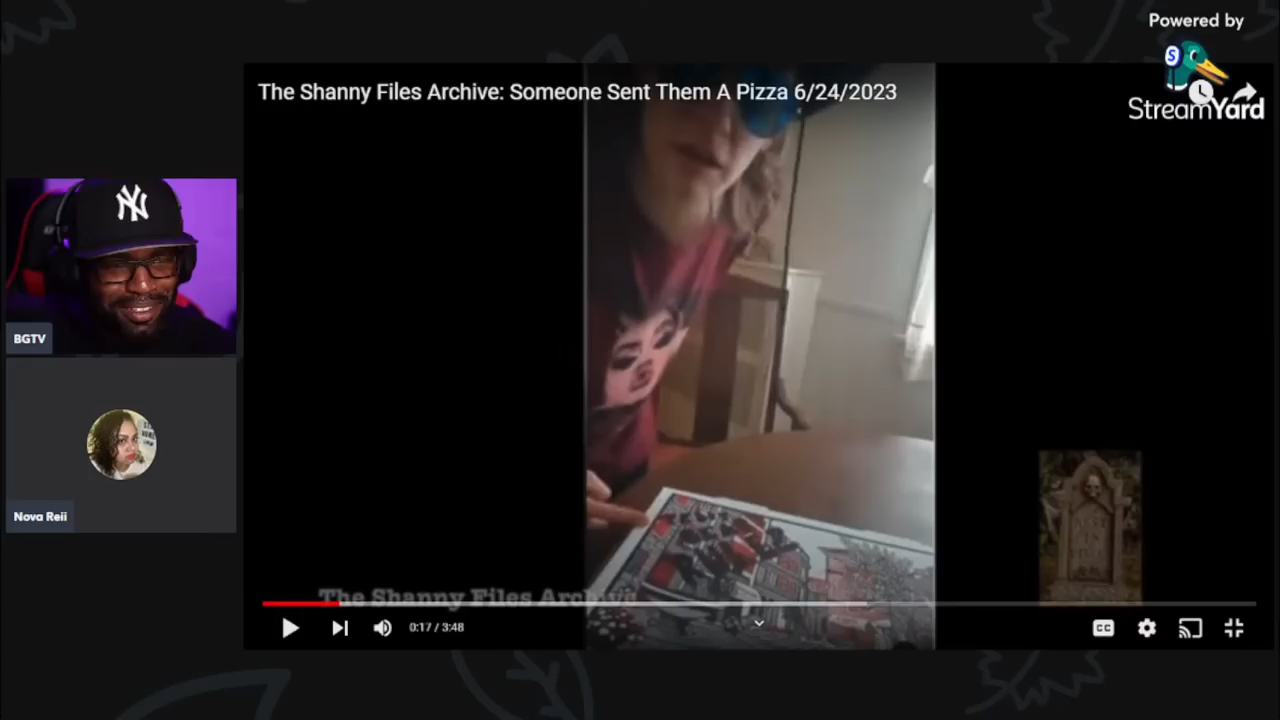 Powered by
StreamYard
The Shanny Files Archive: Someone Sent Them A Pizza 6/24/2023
NY
BGTV
Nova Reii
The Shanny Files Archive
0:17 / 3:48
CC